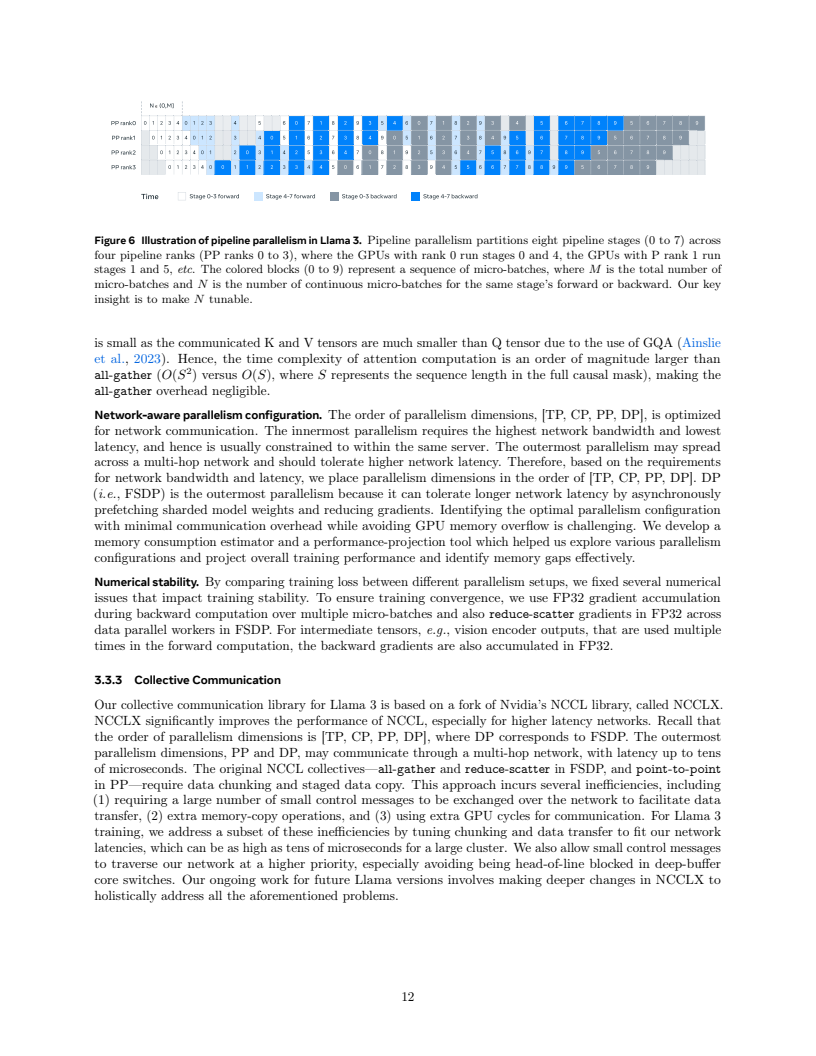 N = (0,M]
PP rank0
PP rank1
PP rank2
PP rank3
Time
Stage 0-3 forward
Stage 4-7 forward
Stage 0-3 backward
Stage 4-7 backward
Figure 6 Illustration of pipeline parallelism in Llama 3. Pipeline parallelism partitions eight pipeline stages (0 to 7) across
four pipeline ranks (PP ranks 0 to 3), where the GPUs with rank 0 run stages 0 and 4, the GPUs with P rank 1 run
stages 1 and 5, etc. The colored blocks (0 to 9) represent a sequence of micro-batches, where M is the total number of
micro-batches and N is the number of continuous micro-batches for the same stage's forward or backward. Our key
insight is to make N tunable.
is small as the communicated K and V tensors are much smaller than Q tensor due to the use of GQA (Ainslie
et al., 2023). Hence, the time complexity of attention computation is an order of magnitude larger than
all-gather (O(S²) versus O(S), where S represents the sequence length in the full causal mask), making the
all-gather overhead negligible.
Network-aware parallelism configuration. The order of parallelism dimensions, [TP, CP, PP, DP], is optimized
for network communication. The innermost parallelism requires the highest network bandwidth and lowest
latency, and hence is usually constrained to within the same server. The outermost parallelism may spread
across a multi-hop network and should tolerate higher network latency. Therefore, based on the requirements
for network bandwidth and latency, we place parallelism dimensions in the order of [TP, CP, PP, DP]. DP
(i.e., FSDP) is the outermost parallelism because it can tolerate longer network latency by asynchronously
prefetching sharded model weights and reducing gradients. Identifying the optimal parallelism configuration
with minimal communication overhead while avoiding GPU memory overflow is challenging. We develop a
memory consumption estimator and a performance-projection tool which helped us explore various parallelism
configurations and project overall training performance and identify memory gaps effectively.
Numerical stability. By comparing training loss between different parallelism setups, we fixed several numerical
issues that impact training stability. To ensure training convergence, we use FP32 gradient accumulation
during backward computation over multiple micro-batches and also reduce-scatter gradients in FP32 across
data parallel workers in FSDP. For intermediate tensors, e.g., vision encoder outputs, that are used multiple
times in the forward computation, the backward gradients are also accumulated in FP32.
3.3.3 Collective Communication
Our collective communication library for Llama 3 is based on a fork of Nvidia's NCCL library, called NCCLX.
NCCLX significantly improves the performance of NCCL, especially for higher latency networks. Recall that
the order of parallelism dimensions is [TP, CP, PP, DP], where DP corresponds to FSDP. The outermost
parallelism dimensions, PP and DP, may communicate through a multi-hop network, with latency up to tens
of microseconds. The original NCCL collectives—all-gather and reduce-scatter in FSDP, and point-to-point
in PP—require data chunking and staged data copy. This approach incurs several inefficiencies, including
(1) requiring a large number of small control messages to be exchanged over the network to facilitate data
transfer, (2) extra memory-copy operations, and (3) using extra GPU cycles for communication. For Llama 3
training, we address a subset of these inefficiencies by tuning chunking and data transfer to fit our network
latencies, which can be as high as tens of microseconds for a large cluster. We also allow small control messages
to traverse our network at a higher priority, especially avoiding being head-of-line blocked in deep-buffer
core switches. Our ongoing work for future Llama versions involves making deeper changes in NCCLX to
holistically address all the aforementioned problems.
12